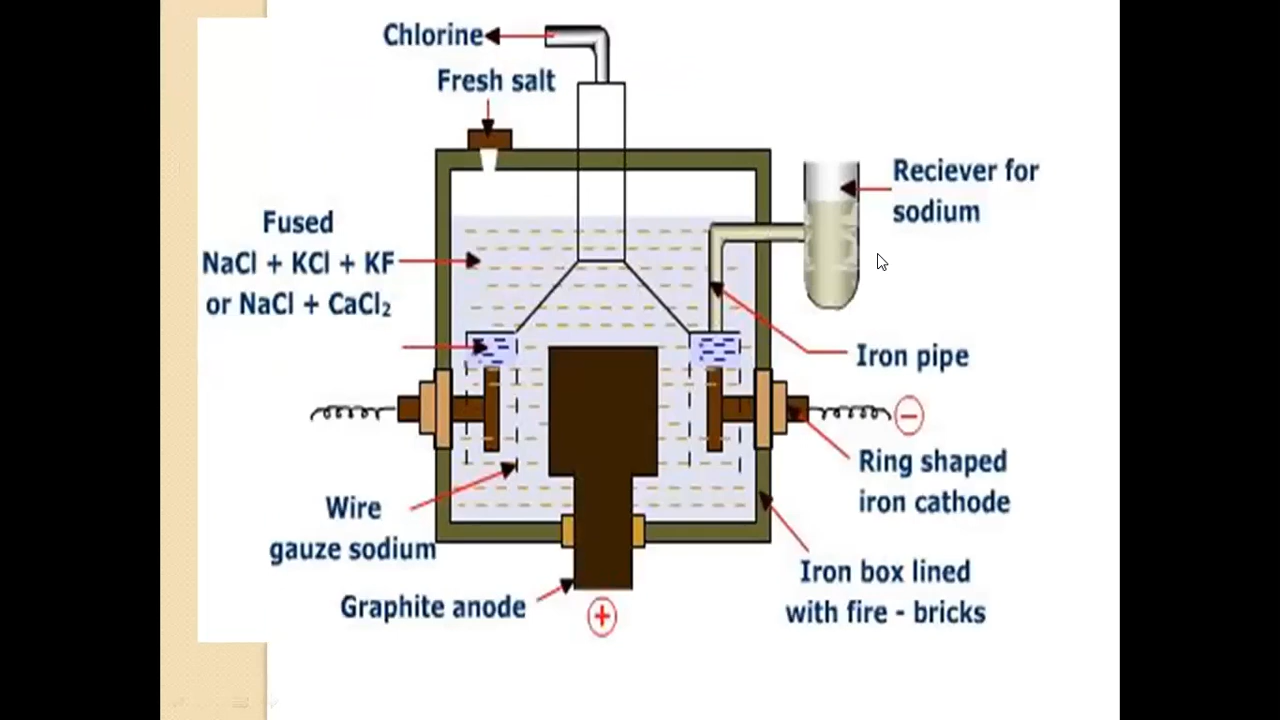 Chlorine
Fresh salt
Reciever for
sodium
Fused
NaCl + KCl + KF
or NaCl + CaCl₂
Iron pipe
−
Ring shaped
iron cathode
Wire
gauze sodium
Iron box lined
with fire - bricks
Graphite anode
+